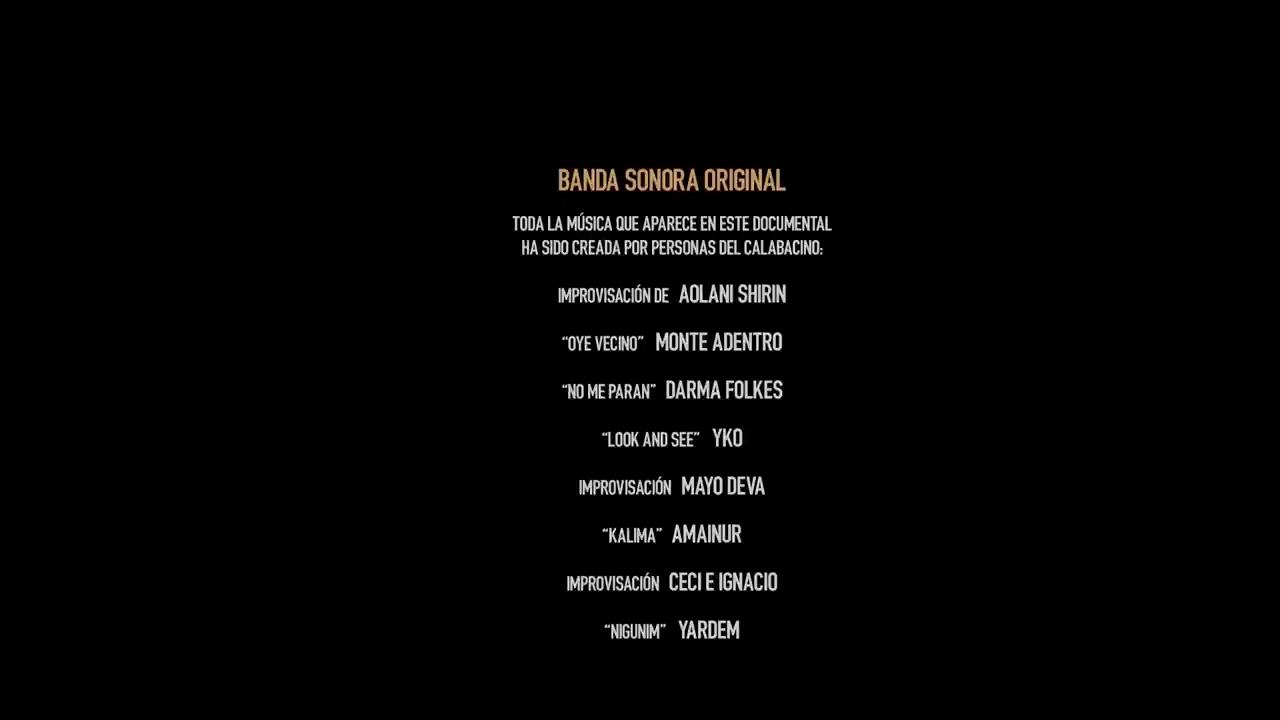 BANDA SONORA ORIGINAL
TODA LA MÚSICA QUE APARECE EN ESTE DOCUMENTAL
HA SIDO CREADA POR PERSONAS DEL CALABACINO:
IMPROVISACIÓN DE AOLANI SHIRIN
“OYE VECINO” MONTE ADENTRO
“NO ME PARAN” DARMA FOLKES
“LOOK AND SEE” YKO
IMPROVISACIÓN MAYO DEVA
“KALIMA” AMAINUR
IMPROVISACIÓN CECI E IGNACIO
“NIGUNIM” YARDEM